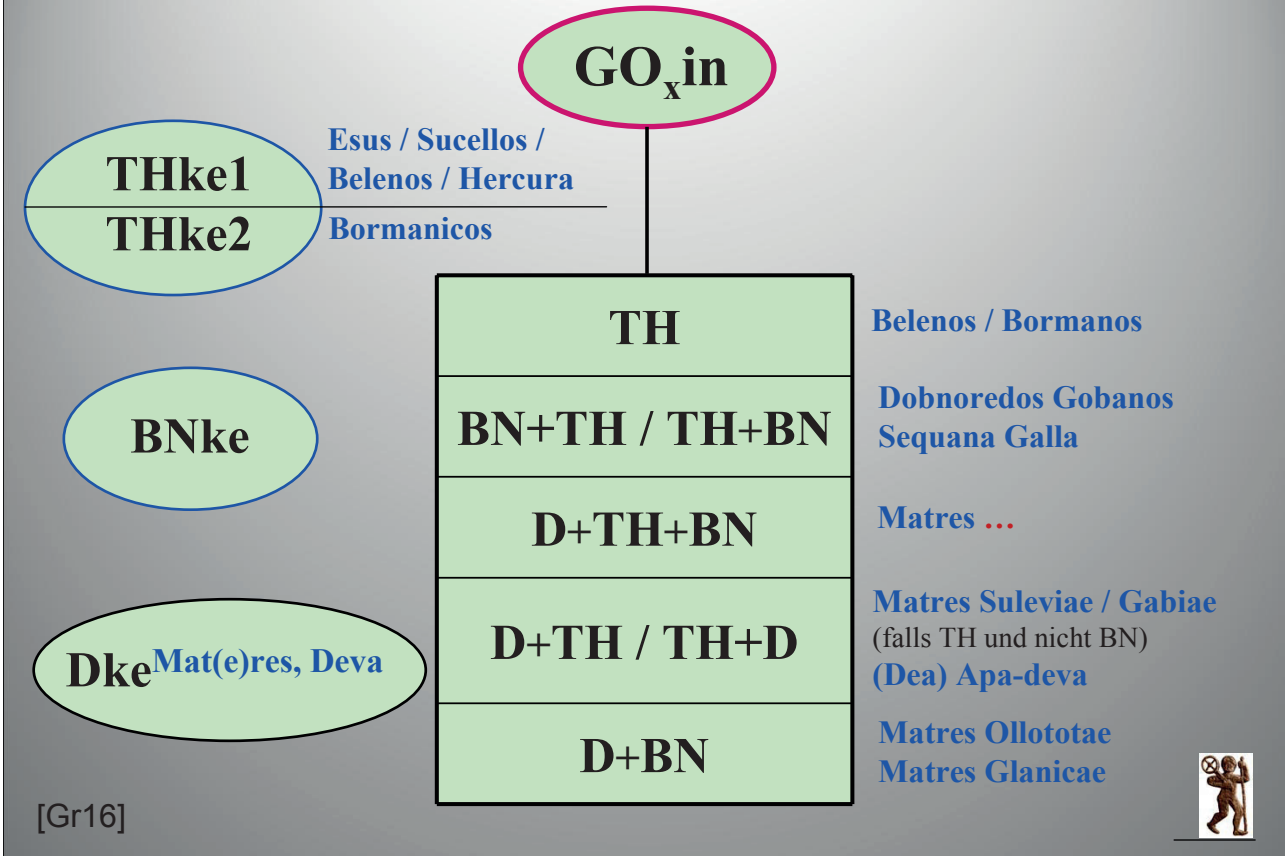 GOxin
THke1
Esus / Sucellos /
Belenos / Hercura
THke2
Bormanicos
TH
Belenos / Bormanos
BNke
BN+TH / TH+BN
Dobnoredos Gobanos
Sequana Galla
D+TH+BN
Matres ...
Dke Mat(e)res, Deva
D+TH / TH+D
Matres Suleviae / Gabiae
(falls TH und nicht BN)
(Dea) Apa-deva
D+BN
Matres Ollototae
Matres Glanicae
[Gr16]